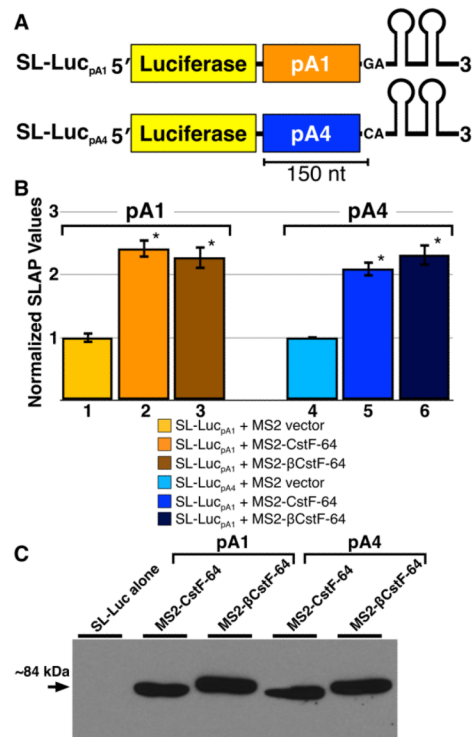 A
SL-LucpA1 5′ Luciferase pA1 GA 3
SL-LucpA4 5′ Luciferase pA4 CA 3
150 nt
B
Normalized SLAP Values
3
2
1
pA1 pA4
* * * *
1 2 3 4 5 6
SL-LucpA1 + MS2 vector
SL-LucpA1 + MS2-CstF-64
SL-LucpA1 + MS2-βCstF-64
SL-LucpA4 + MS2 vector
SL-LucpA1 + MS2-CstF-64
SL-LucpA1 + MS2-βCstF-64
C
pA1 pA4
SL-Luc alone
MS2-CstF-64
MS2-βCstF-64
MS2-CstF-64
MS2-βCstF-64
~84 kDa